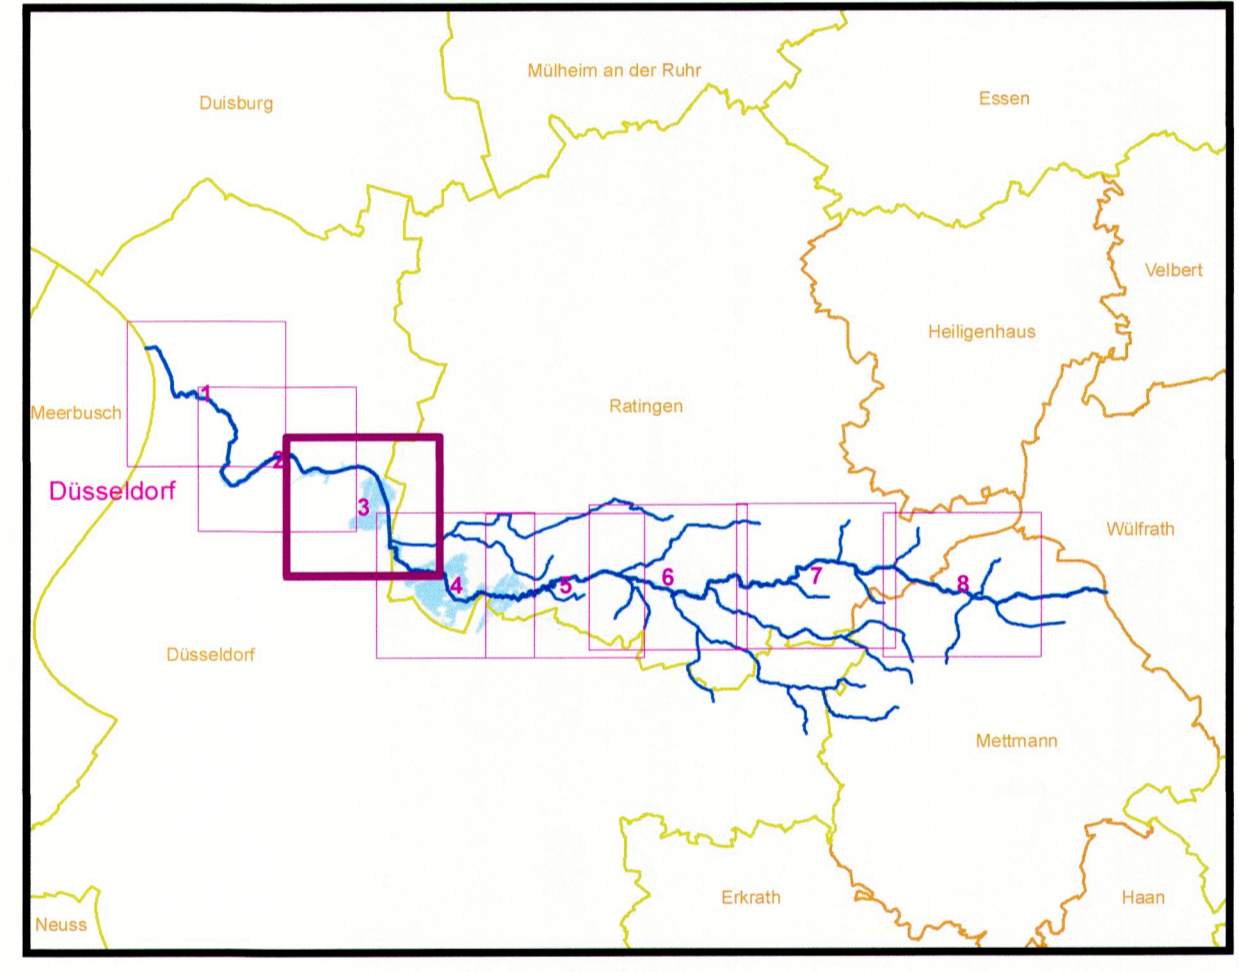 Mülheim an der Ruhr
Duisburg
Essen
Velbert
Heiligenhaus
1
Meerbusch
Ratingen
2
Düsseldorf
3
Wülfrath
4
5
6
7
8
Düsseldorf
Mettmann
Erkrath
Haan
Neuss